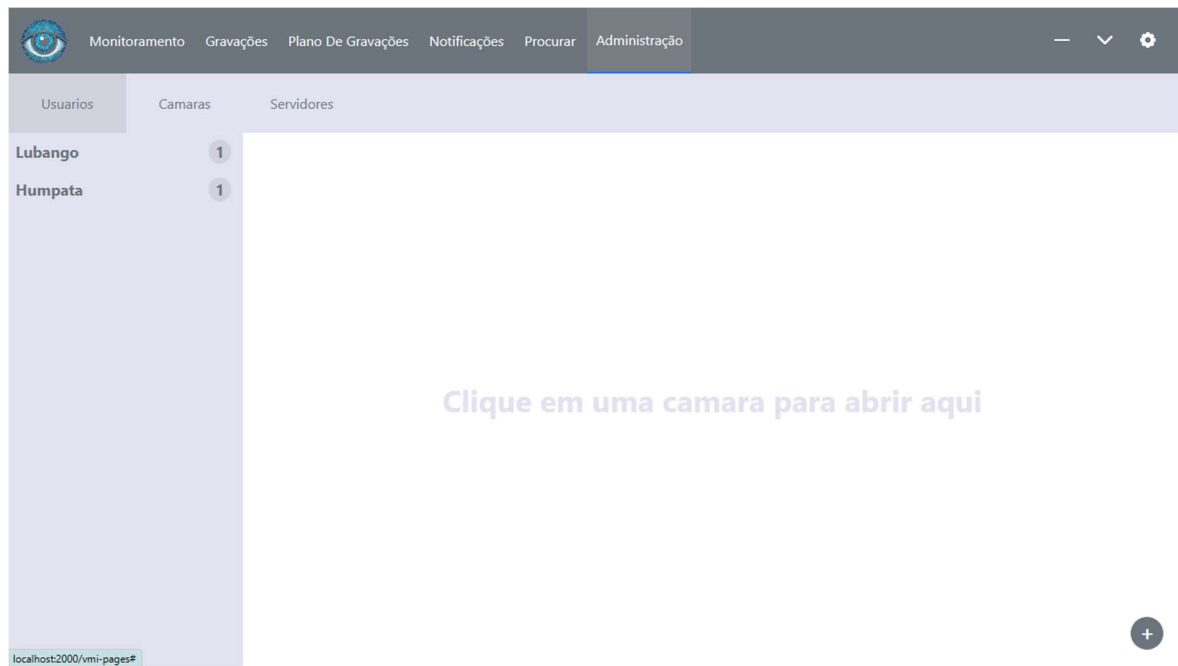 Monitoramento Gravações Plano De Gravações Notificações Procurar Administração
Usuarios Camaras Servidores
Lubango 1
Humpata 1
Clique em uma camara para abrir aqui
+
localhost:2000/vmi-pages#